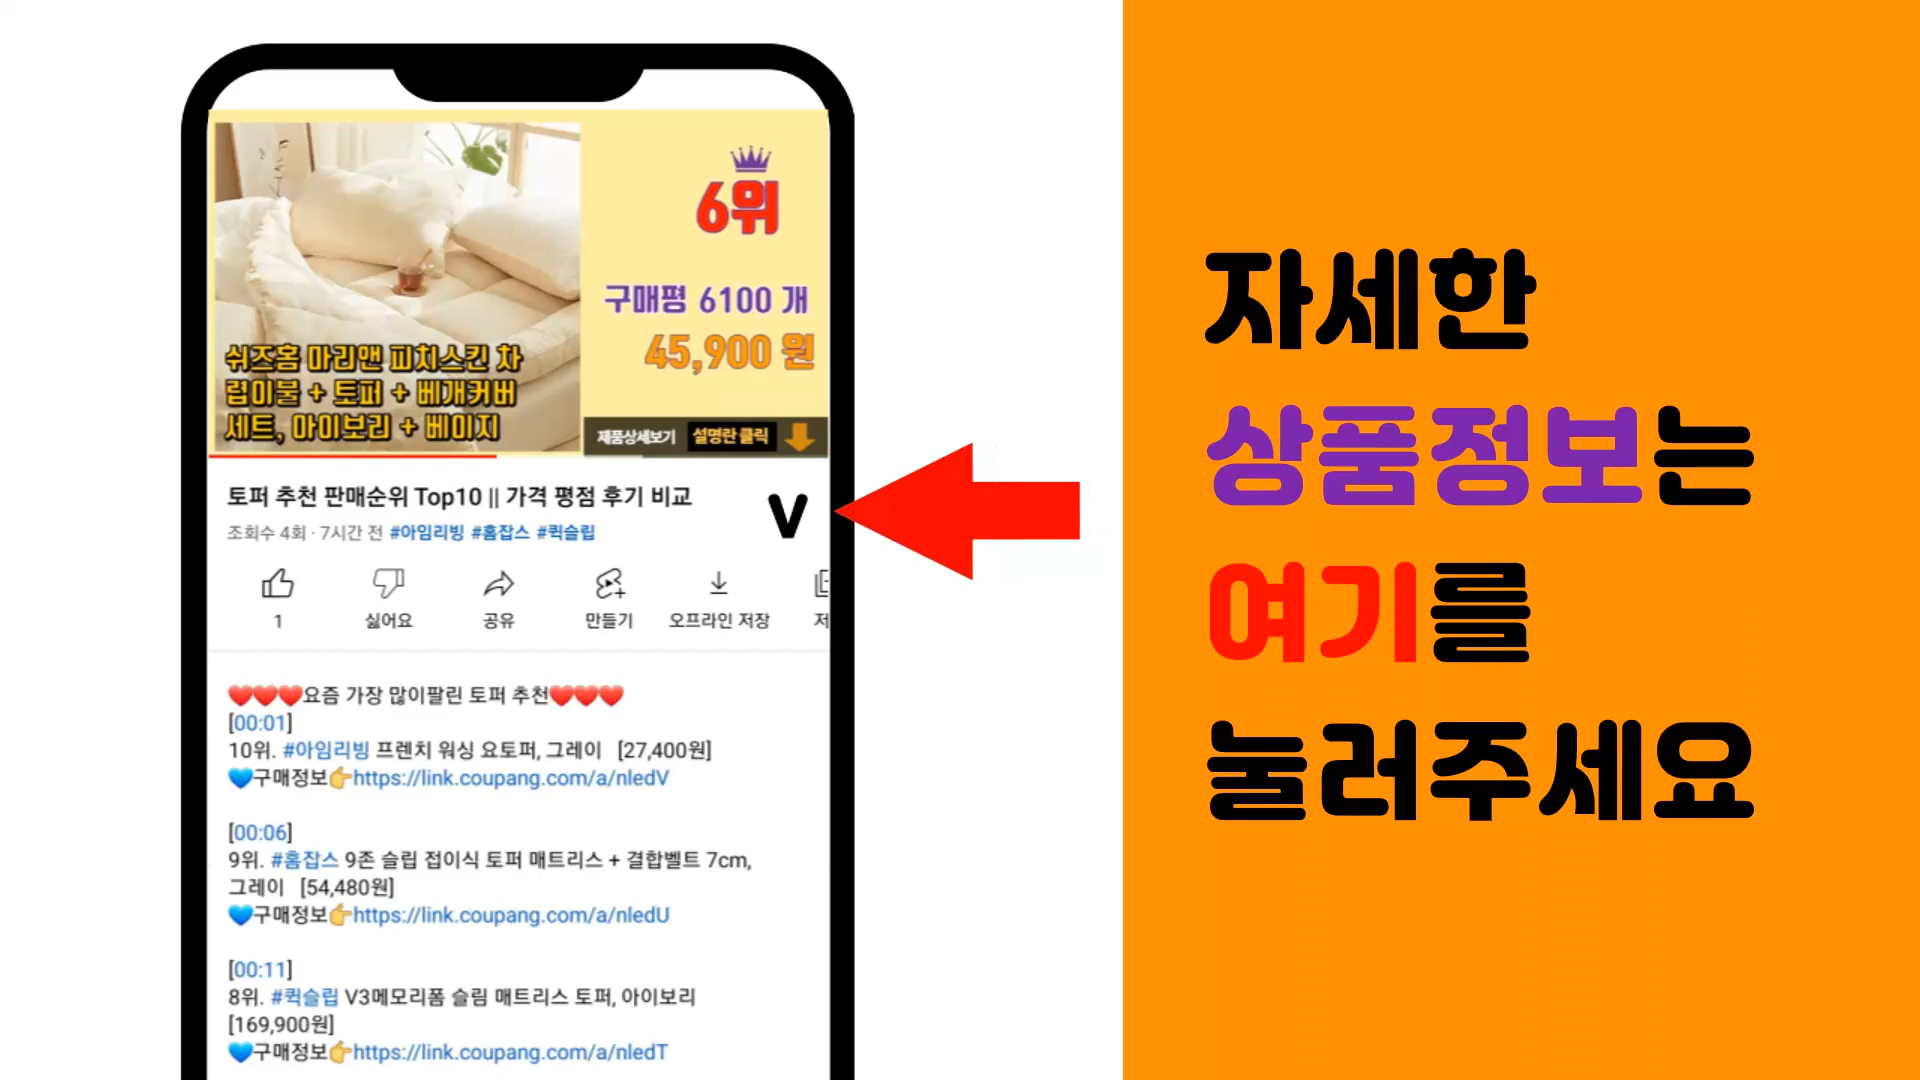 6위
구매평 6100 개
45,900 원
쉬즈홈 마리앤 피치스킨 차
렵이불 + 토퍼 + 베개커버
세트, 아이보리 + 베이지
제품상세보기 설명란 클릭
토퍼 추천 판매순위 Top10 || 가격 평점 후기 비교
V
조회수 4회 · 7시간 전 #아임리빙 #홈잡스 #퀵슬립
1 싫어요 공유 만들기 오프라인 저장 저
❤️❤️❤️요즘 가장 많이팔린 토퍼 추천❤️❤️❤️
[00:01]
10위. #아임리빙 프렌치 워싱 요토퍼, 그레이 [27,400원]
💙구매정보👉https://link.coupang.com/a/nledV
[00:06]
9위. #홈잡스 9존 슬립 접이식 토퍼 매트리스 + 결합벨트 7cm,
그레이 [54,480원]
💙구매정보👉https://link.coupang.com/a/nledU
[00:11]
8위. #퀵슬립 V3메모리폼 슬림 매트리스 토퍼, 아이보리
[169,900원]
💙구매정보👉https://link.coupang.com/a/nledT
자세한
상품정보는
여기를
눌러주세요